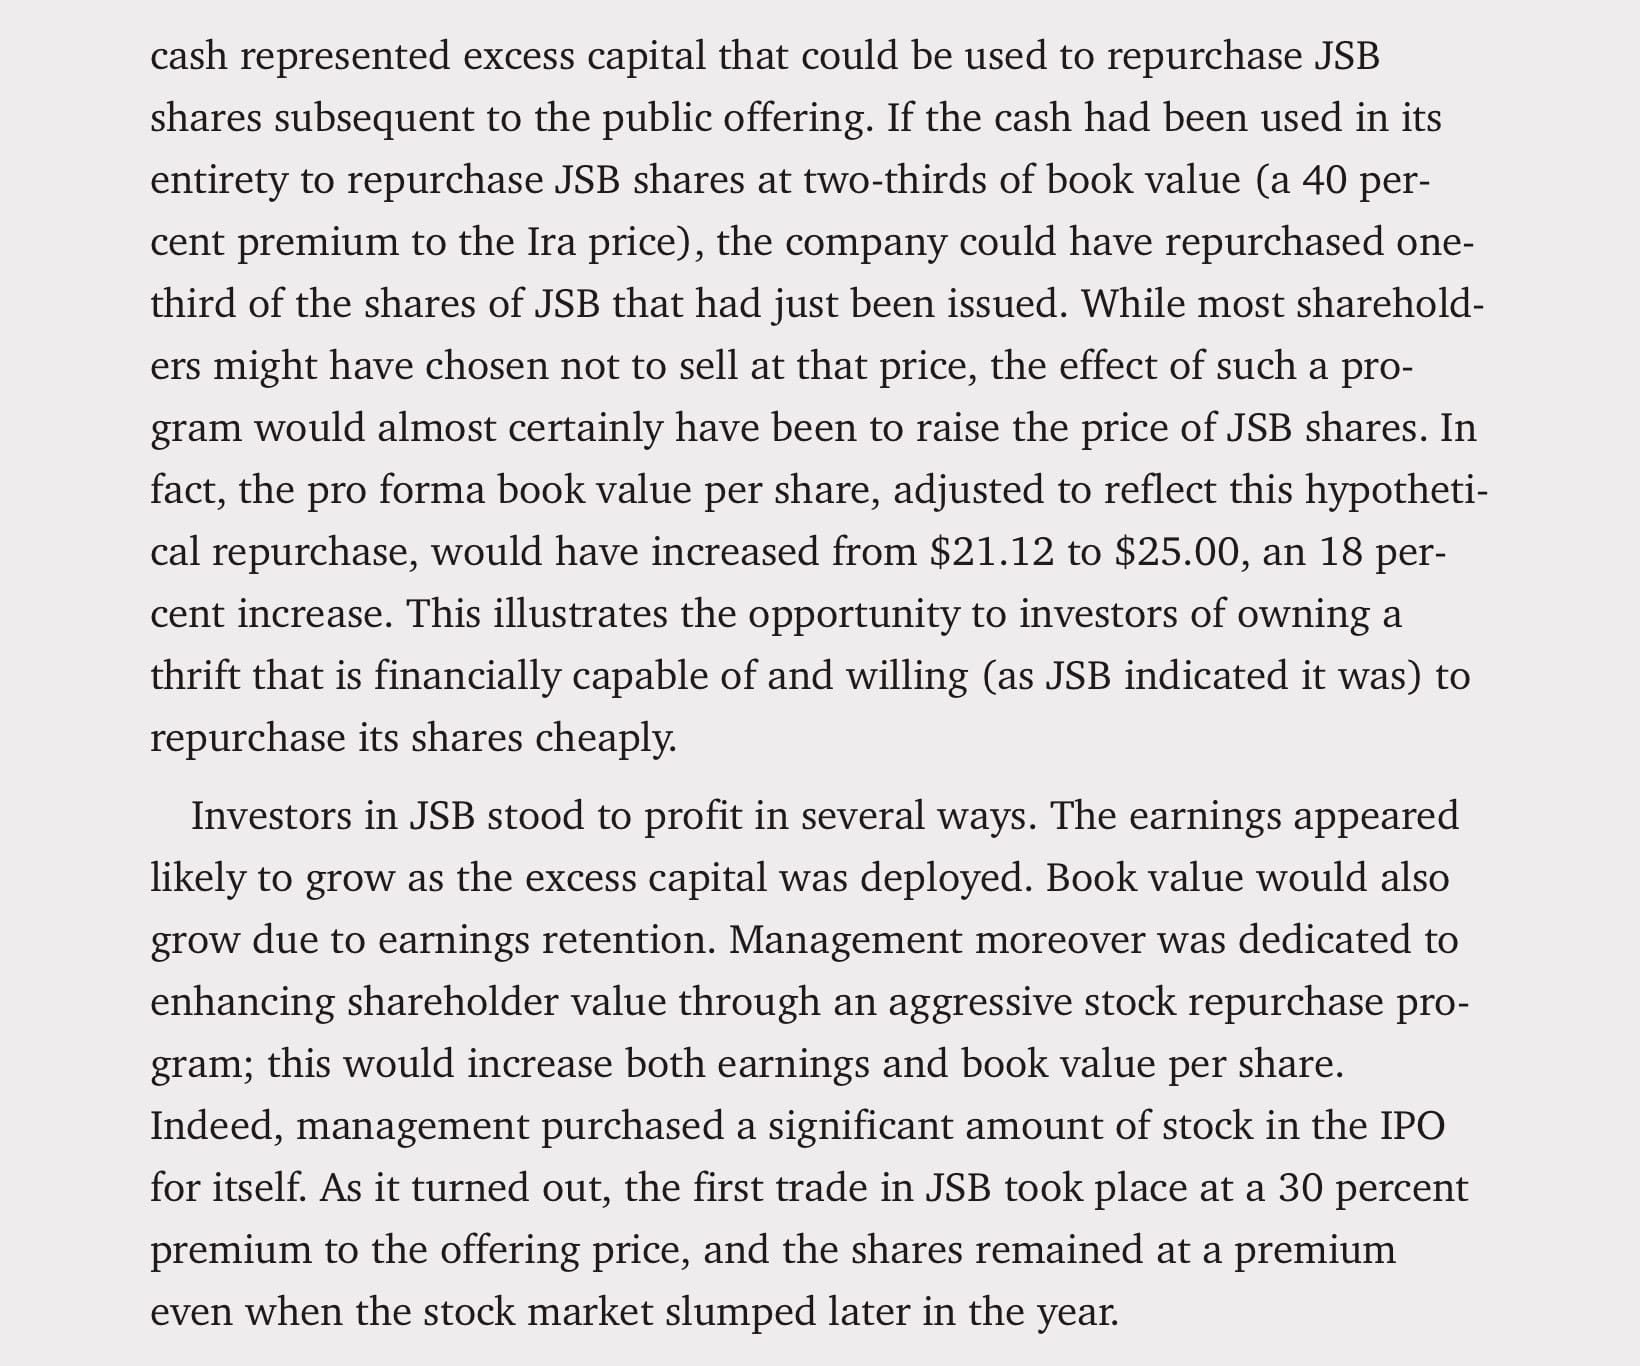 cash represented excess capital that could be used to repurchase JSB
shares subsequent to the public offering. If the cash had been used in its
entirety to repurchase JSB shares at two-thirds of book value (a 40 per-
cent premium to the Ira price), the company could have repurchased one-
third of the shares of JSB that had just been issued. While most sharehold-
ers might have chosen not to sell at that price, the effect of such a pro-
gram would almost certainly have been to raise the price of JSB shares. In
fact, the pro forma book value per share, adjusted to reflect this hypotheti-
cal repurchase, would have increased from $21.12 to $25.00, an 18 per-
cent increase. This illustrates the opportunity to investors of owning a
thrift that is financially capable of and willing (as JSB indicated it was) to
repurchase its shares cheaply.
Investors in JSB stood to profit in several ways. The earnings appeared
likely to grow as the excess capital was deployed. Book value would also
grow due to earnings retention. Management moreover was dedicated to
enhancing shareholder value through an aggressive stock repurchase pro-
gram; this would increase both earnings and book value per share.
Indeed, management purchased a significant amount of stock in the IPO
for itself. As it turned out, the first trade in JSB took place at a 30 percent
premium to the offering price, and the shares remained at a premium
even when the stock market slumped later in the year.